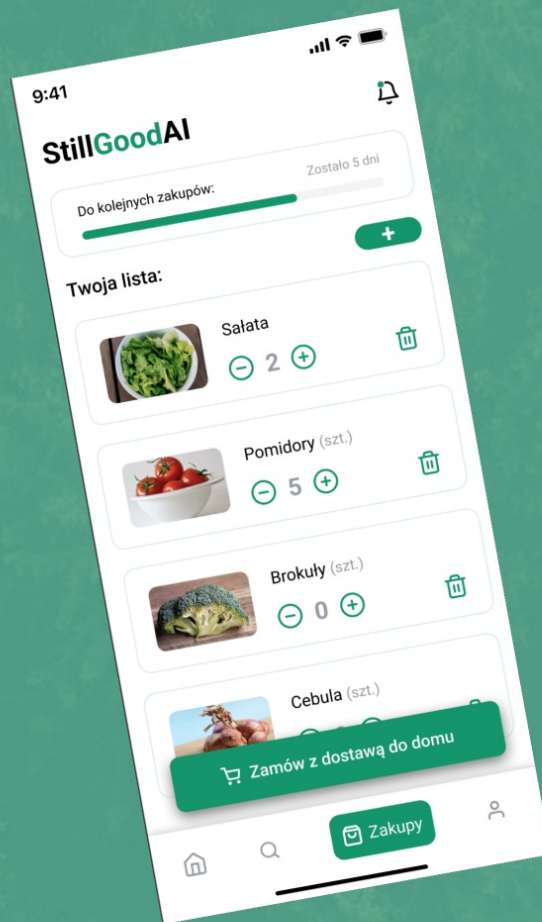 9:41
StillGoodAI
Zostało 5 dni
Do kolejnych zakupów:
+
Twoja lista:
Sałata
2
Pomidory (szt.)
5
Brokuły (szt.)
0
Cebula (szt.)
Zamów z dostawą do domu
Zakupy